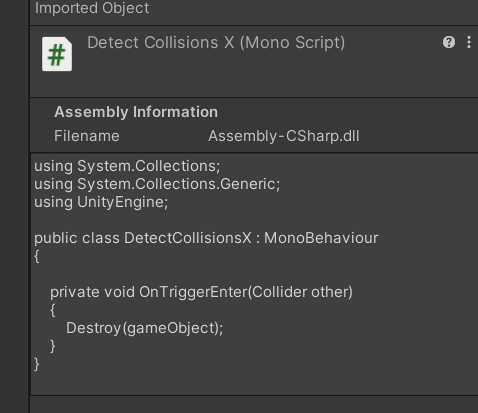 Imported Object
Detect Collisions X (Mono Script)
Assembly Information
Filename Assembly-CSharp.dll
using System.Collections;
using System.Collections.Generic;
using UnityEngine;
public class DetectCollisionsX : MonoBehaviour
{
private void OnTriggerEnter(Collider other)
{
Destroy(gameObject);
}
}